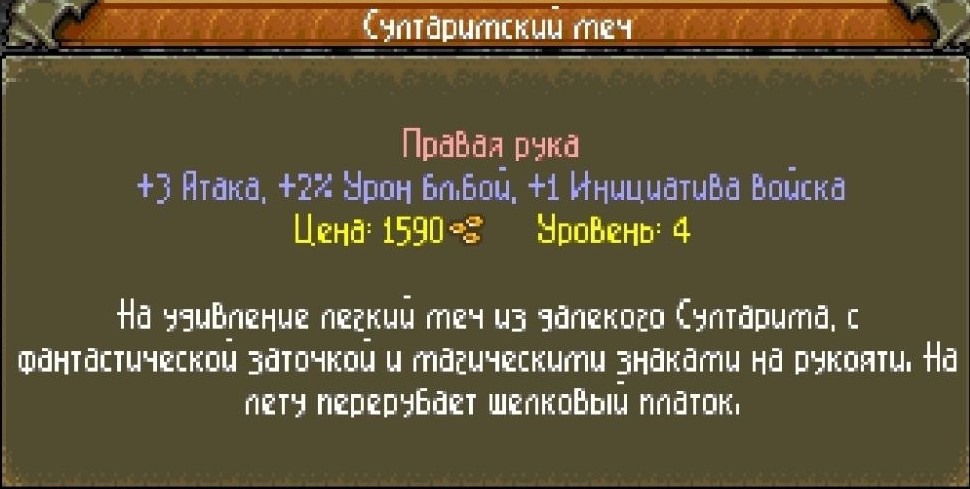 Султаримский меч
Правая рука
+3 Атака, +2% Урон бл.бой, +1 Инициатива войска
Цена: 1590 Уровень: 4
На удивление легкий меч из далекого Султарима, с
фантастической заточкой и магическими знаками на рукояти. На
лету перерубает шелковый платок.